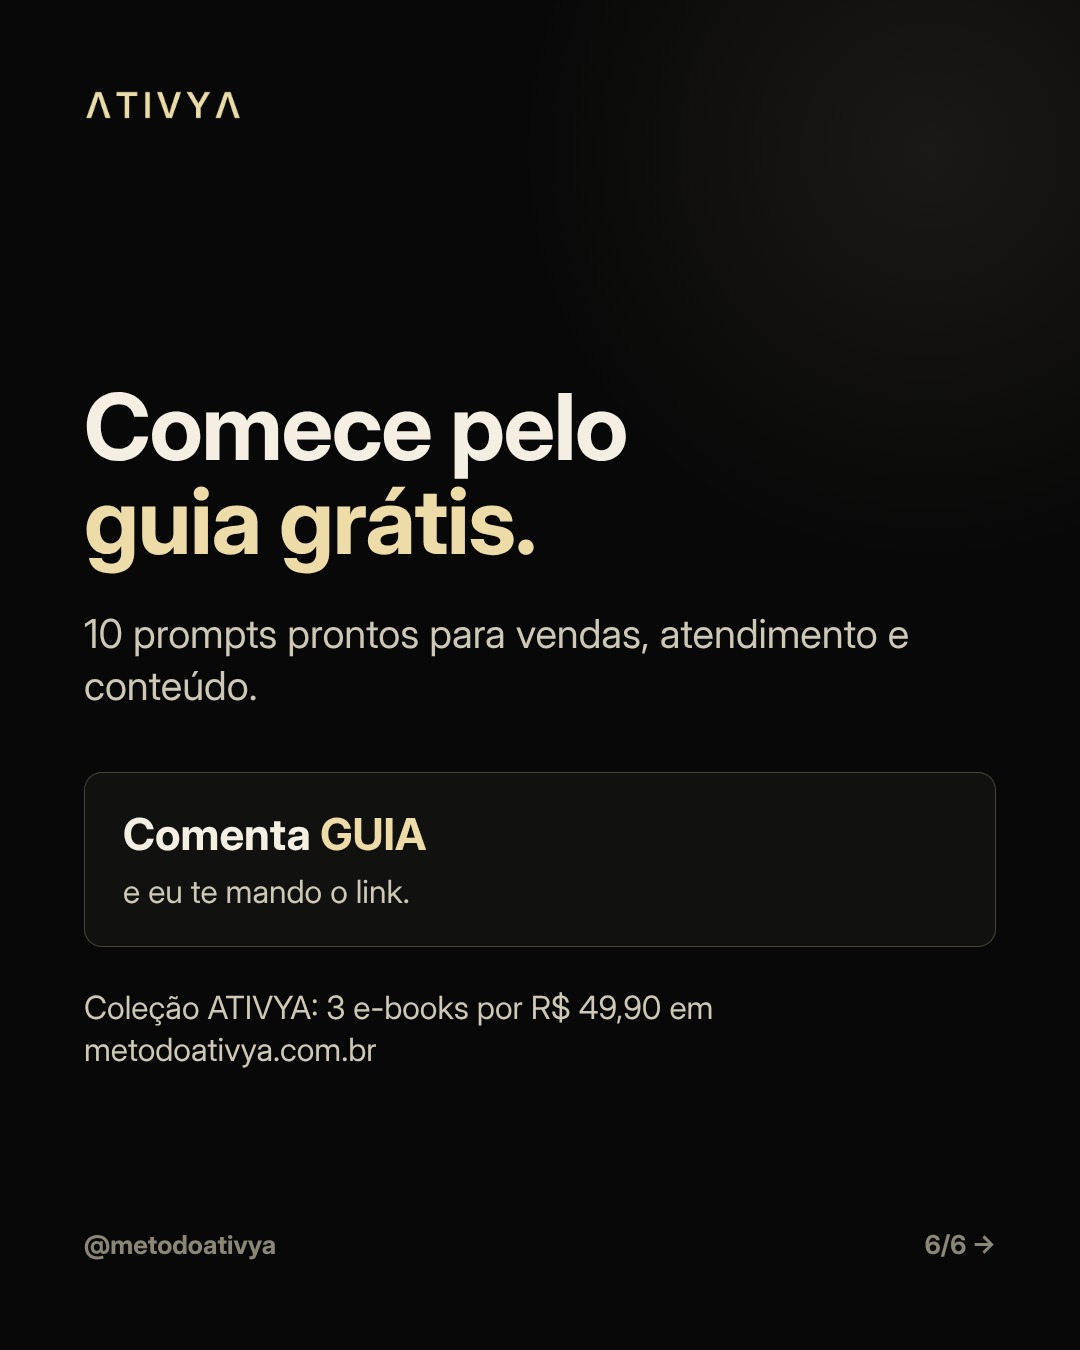 ATIVYA
Comece pelo
guia grátis.
10 prompts prontos para vendas, atendimento e
conteúdo.
Comenta GUIA
e eu te mando o link.
Coleção ATIVYA: 3 e-books por R$ 49,90 em
metodoativya.com.br
@metodoativya
6/6 →